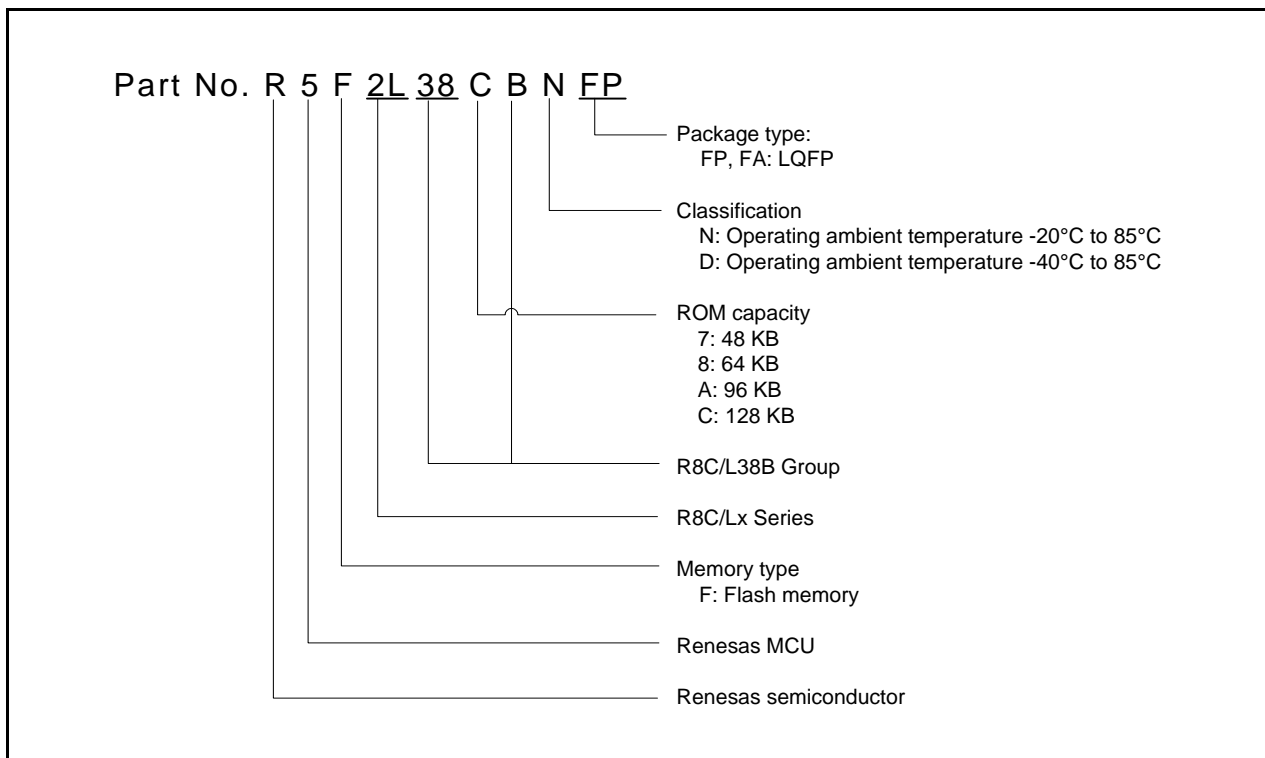 Part No. R 5 F 2L 38 C B N FP
Package type:
FP, FA: LQFP
Classification
N: Operating ambient temperature -20°C to 85°C
D: Operating ambient temperature -40°C to 85°C
ROM capacity
7: 48 KB
8: 64 KB
A: 96 KB
C: 128 KB
R8C/L38B Group
R8C/Lx Series
Memory type
F: Flash memory
Renesas MCU
Renesas semiconductor